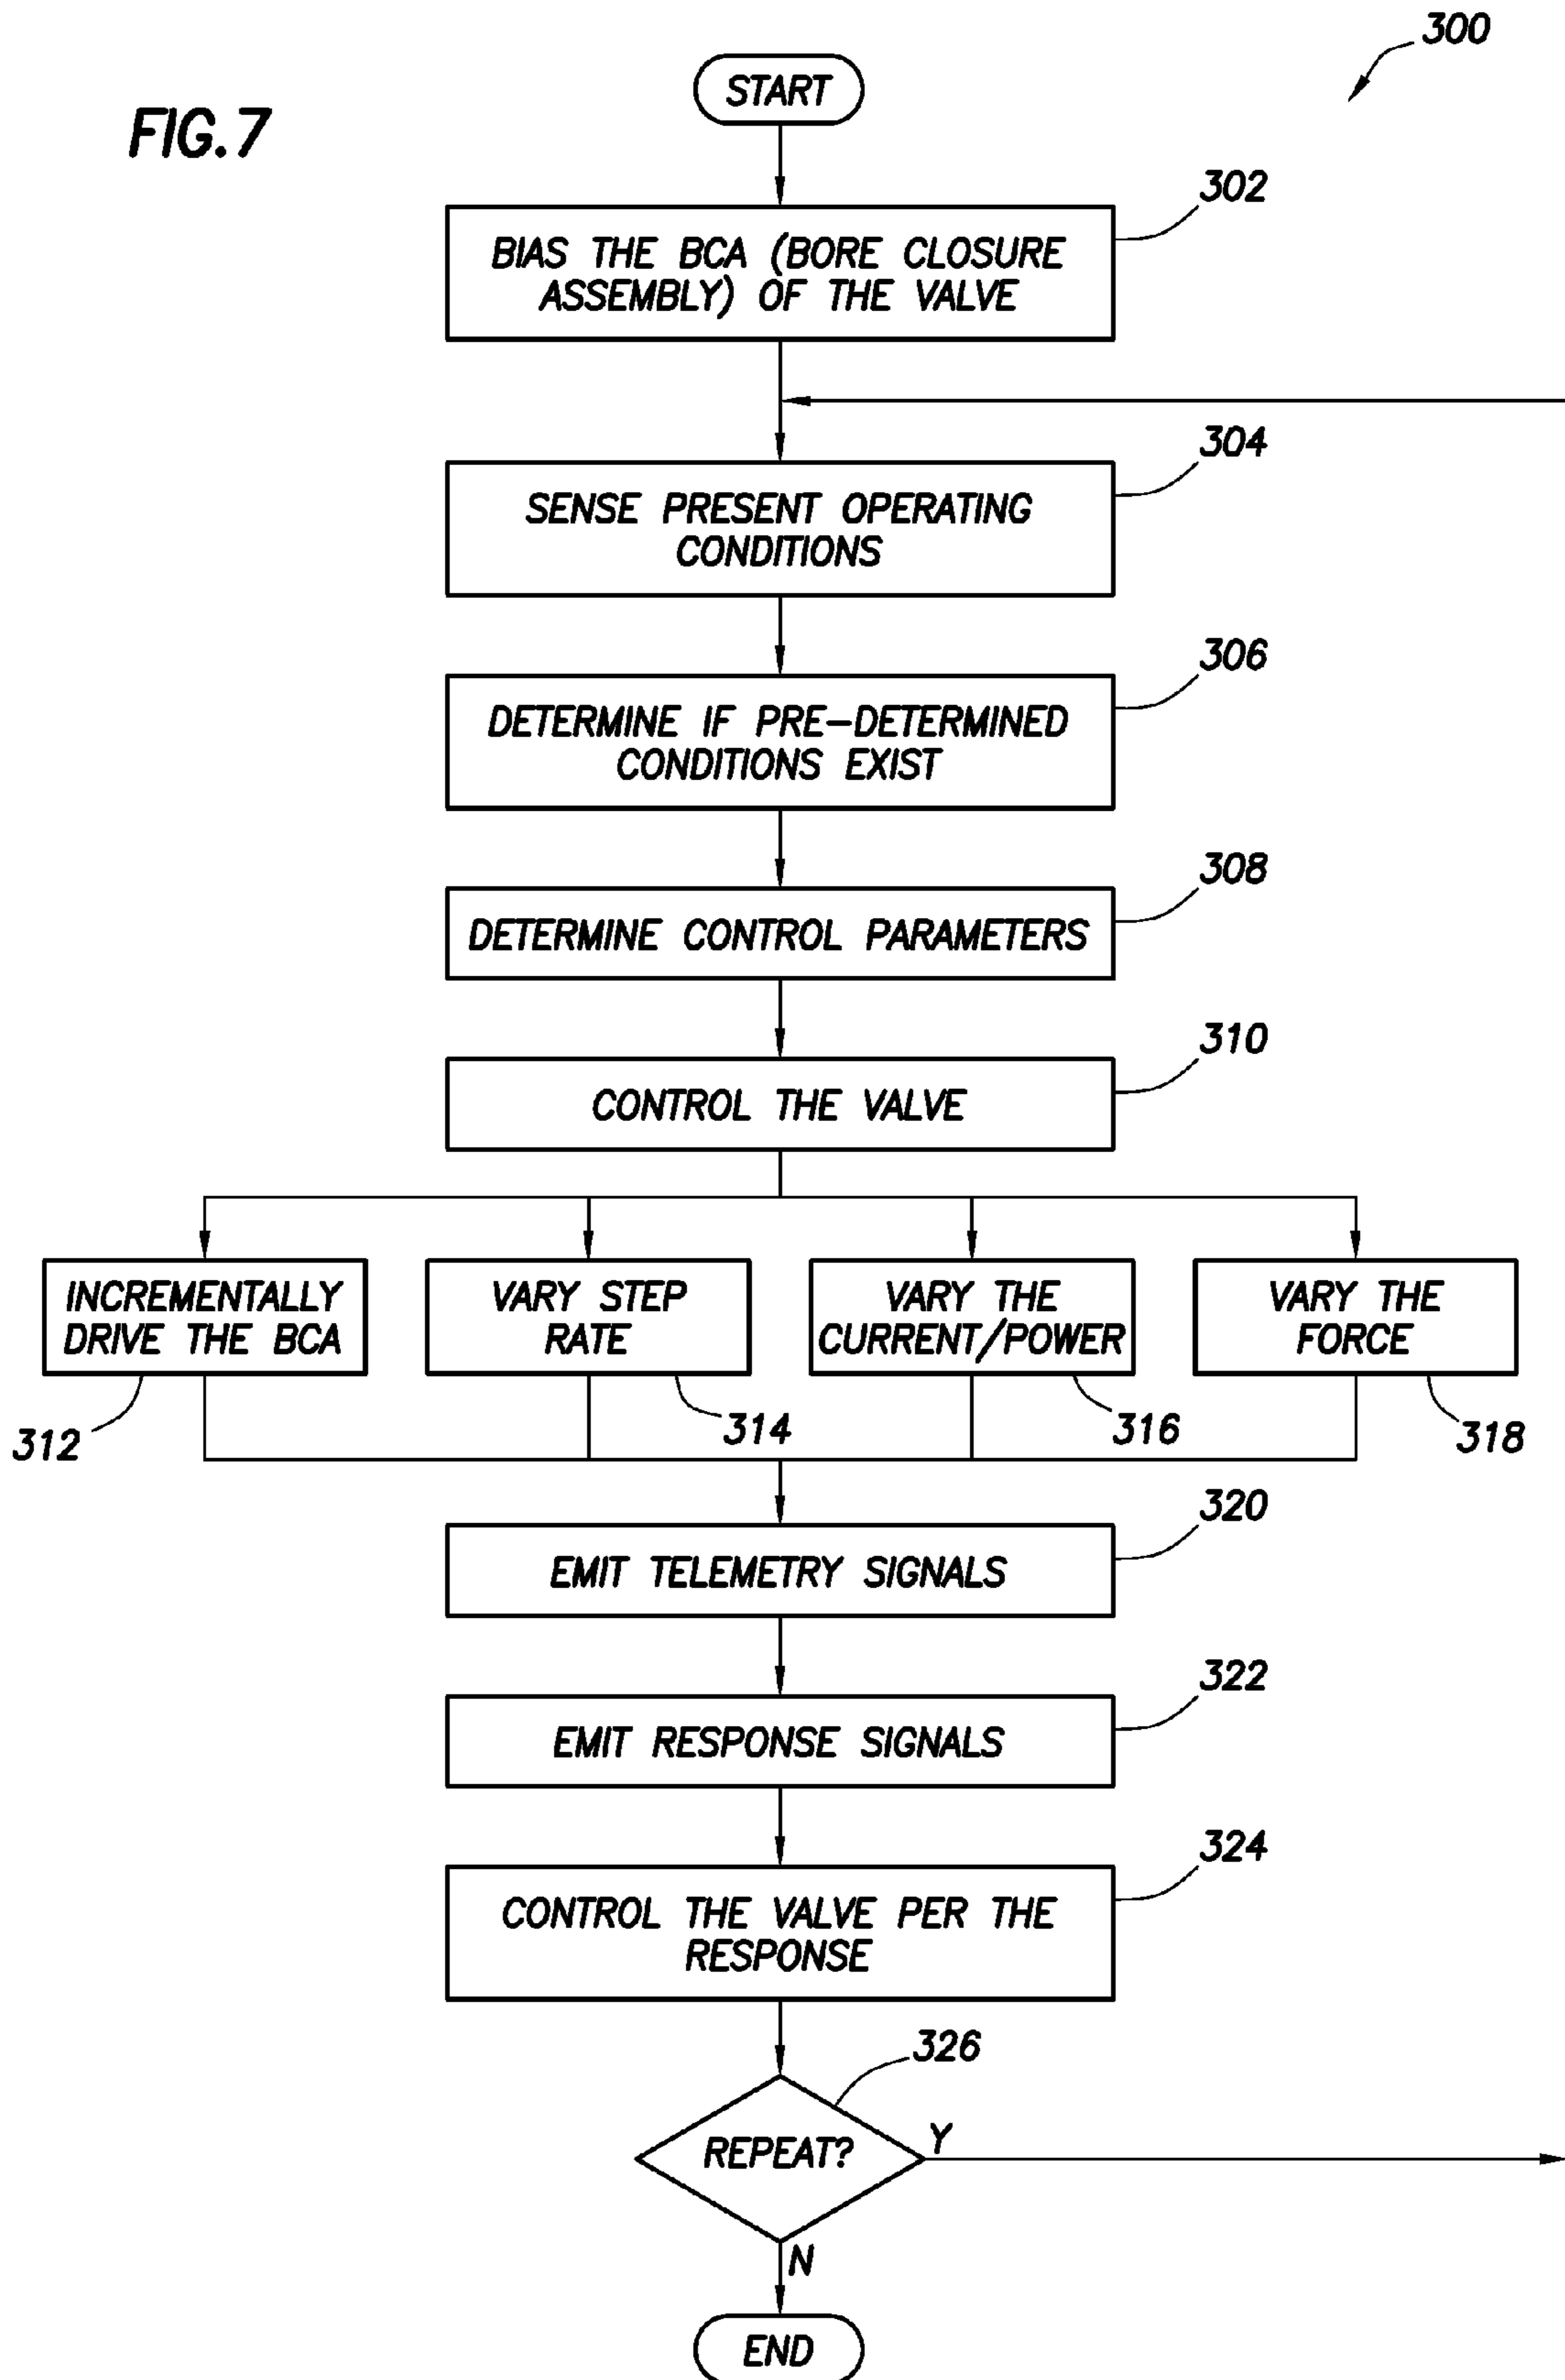 300
START
FIG.7
302
BIAS THE BCA (BORE CLOSURE
ASSEMBLY) OF THE VALVE
304
SENSE PRESENT OPERATING
CONDITIONS
306
DETERMINE IF PRE-DETERMINED
CONDITIONS EXIST
308
DETERMINE CONTROL PARAMETERS
310
CONTROL THE VALVE
INCREMENTALLY
DRIVE THE BCA
VARY STEP
RATE
VARY THE
CURRENT/POWER
VARY THE
FORCE
312
314
316
318
320
EMIT TELEMETRY SIGNALS
322
EMIT RESPONSE SIGNALS
324
CONTROL THE VALVE PER THE
RESPONSE
326
REPEAT?
Y
N
END